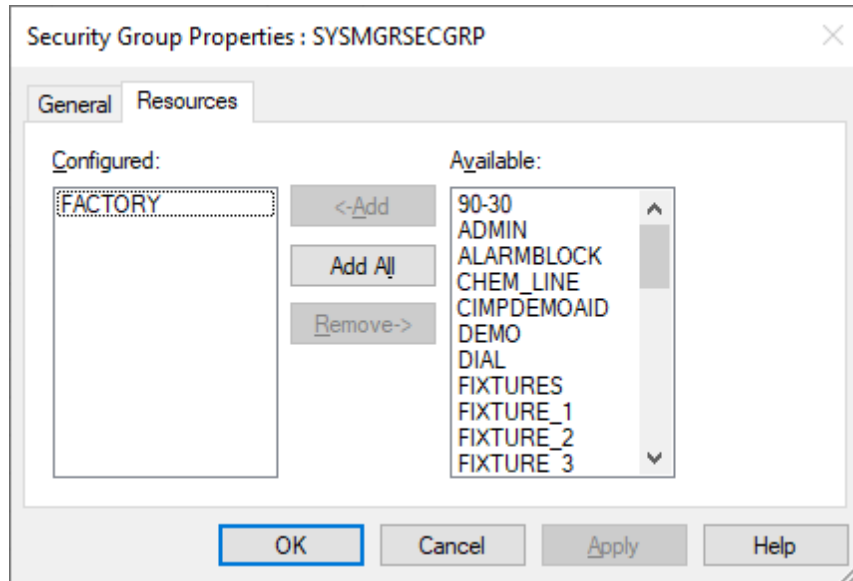 Security Group Properties : SYSMGRSECGRP
General
Resources
Configured:
Available:
FACTORY
<-Add
Add All
Remove->
90-30
ADMIN
ALARMBLOCK
CHEM_LINE
CIMPDEMOAID
DEMO
DIAL
FIXTURES
FIXTURE_1
FIXTURE_2
FIXTURE_3
OK
Cancel
Apply
Help